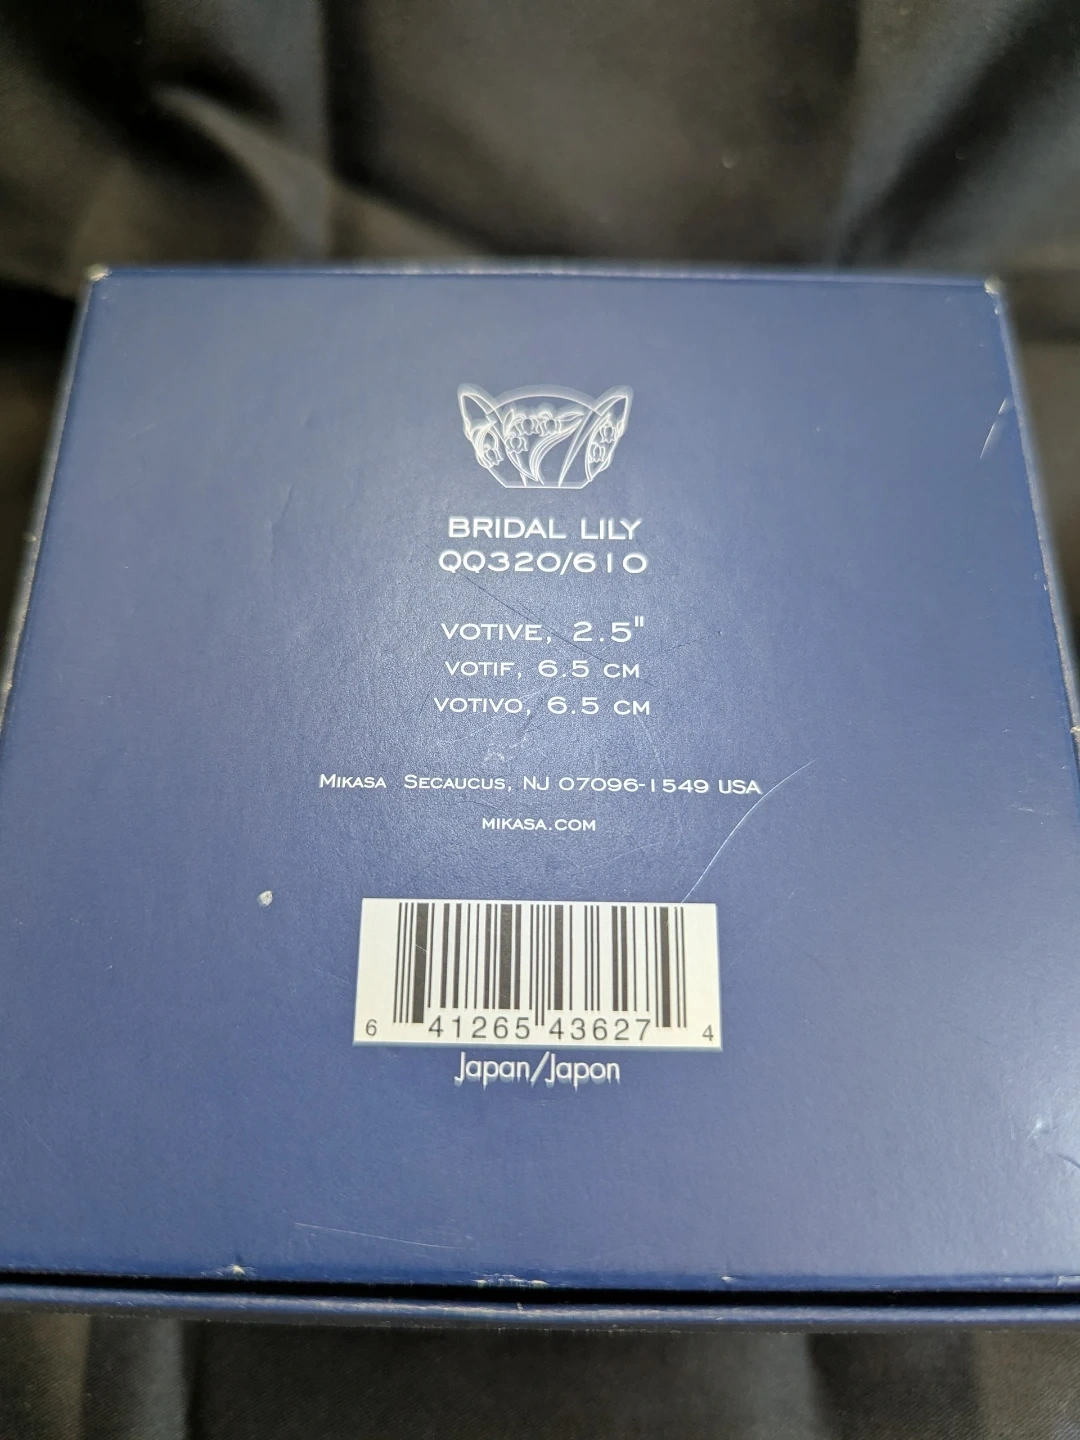 BRIDAL LILY
QQ320/610
VOTIVE, 2.5"
VOTIF, 6.5 CM
VOTIVO, 6.5 CM
MIKASA SECAUCUS, NJ 07096-1549 USA
MIKASA.COM
6 41265 43627 4
Japan/Japon